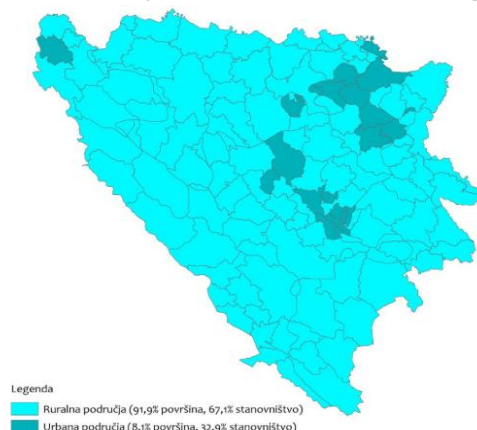 Legenda
Ruralna područja (91,9% površina, 67,1% stanovništvo)
Urbana područja (8,1% površina, 32,9% stanovništvo)